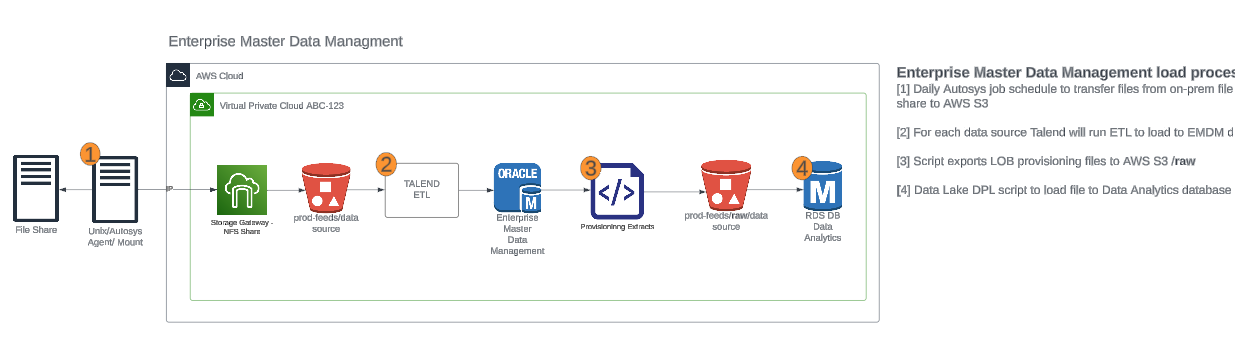 Enterprise Master Data Managment
AWS Cloud
Virtual Private Cloud ABC-123
1
File Share
Unix/Autosys
Agent/ Mount
IP
Storage Gateway -
NFS Share
prod-feeds/data
source
2
TALEND
ETL
ORACLE
M
Enterprise
Master
Data
Management
3
</>
Provisioninng Extracts
prod-feeds/raw/data
source
4
M
RDS DB
Data
Analytics
Enterprise Master Data Management load proces
[1] Daily Autosys job schedule to transfer files from on-prem file
share to AWS S3
[2] For each data source Talend will run ETL to load to EMDM d
[3] Script exports LOB provisioning files to AWS S3 /raw
[4] Data Lake DPL script to load file to Data Analytics database